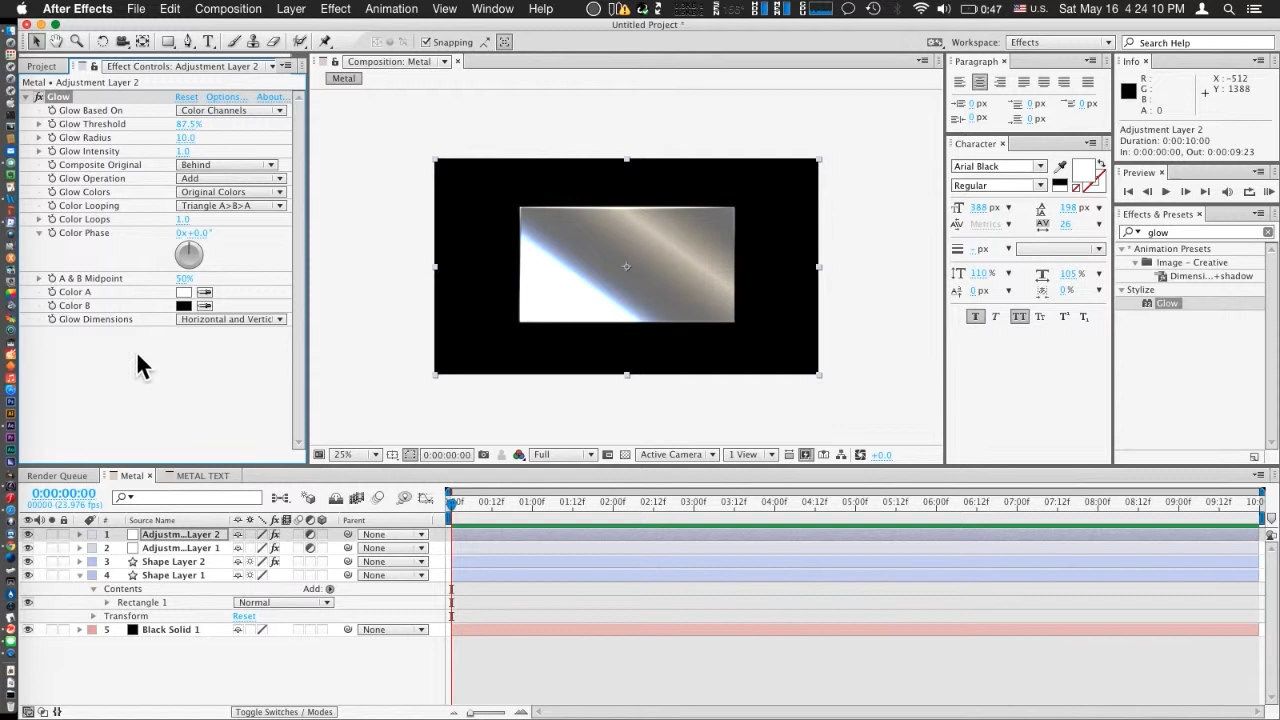 After Effects File Edit Composition Layer Effect Animation View Window Help 0:47 US Sat May 16 4 24 10 PM
Untitled Project *
Snapping Workspace: Effects Search Help
Project Effect Controls: Adjustment Layer 2 Composition: Metal Paragraph Info
Metal • Adjustment Layer 2 Metal
Glow Reset Options... About...
Glow Based On Color Channels
Glow Threshold 87.5%
Glow Radius 10.0
Glow Intensity 1.0
Composite Original Behind
Glow Operation Add
Glow Colors Original Colors
Color Looping Triangle A>B>A
Color Loops 1.0
Color Phase 0x+0.0°
A & B Midpoint 50%
Color A
Color B
Glow Dimensions Horizontal and Vertic
25% 0:00:00:00 Full Active Camera 1 View +0.0
0 px 0 px 0 px
0 px 0 px
Character
Arial Black
Regular
388 px 198 px
Metrics 26
- px
110 % 105 %
0 px 0 %
T T TT Tr T¹ T₁
R : X : -512
G : Y : 1388
B :
A : 0
Adjustment Layer 2
Duration: 0:00:10:00
In: 0:00:00:00, Out: 0:00:09:23
Preview
Effects & Presets
glow
* Animation Presets
Image - Creative
Dimensi...+shadow
Stylize
Glow
Render Queue Metal METAL TEXT
0:00:00:00
00000 (23.976 fps)
00:12f 01:00f 01:12f 02:00f 02:12f 03:00f 03:12f 04:00f 04:12f 05:00f 05:12f 06:00f 06:12f 07:00f 07:12f 08:00f 08:12f 09:00f 09:12f 10:0
# Source Name Parent
1 Adjustm...Layer 2 None
2 Adjustm...Layer 1 None
3 Shape Layer 2 None
4 Shape Layer 1 None
Contents Add:
Rectangle 1 Normal
Transform Reset
5 Black Solid 1 None
Toggle Switches / Modes